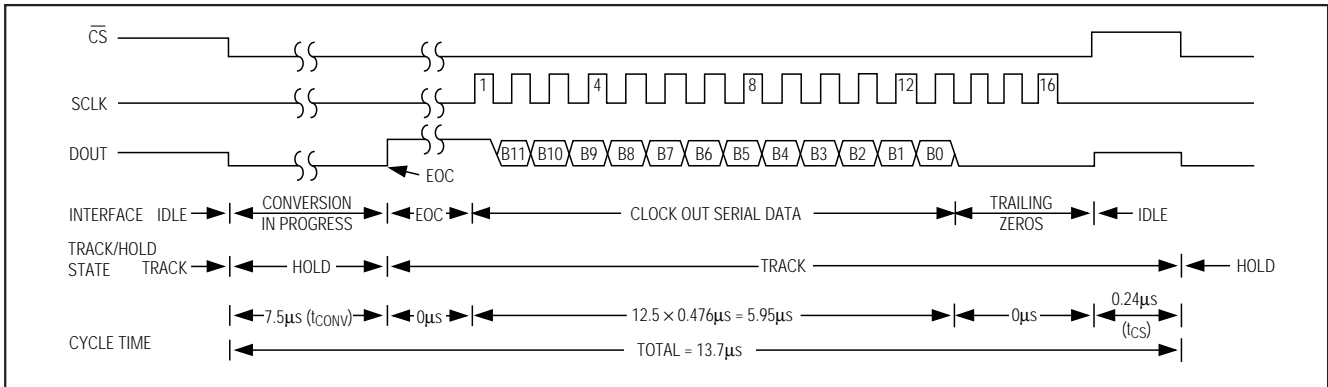 CS
SCLK 1 4 8 12 16
DOUT B11 B10 B9 B8 B7 B6 B5 B4 B3 B2 B1 B0
EOC
INTERFACE IDLE CONVERSION IN PROGRESS EOC CLOCK OUT SERIAL DATA TRAILING ZEROS IDLE
TRACK/HOLD
STATE TRACK HOLD TRACK HOLD
7.5µs (tCONV) 0µs 12.5 × 0.476µs = 5.95µs 0µs 0.24µs (tCS)
CYCLE TIME
TOTAL = 13.7µs